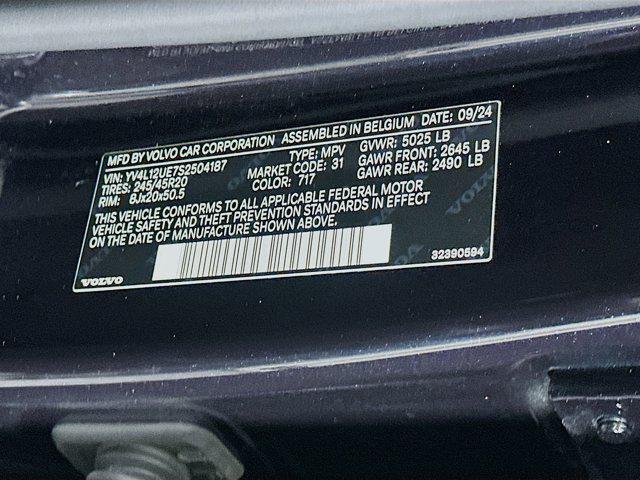 MFD BY VOLVO CAR CORPORATION ASSEMBLED IN BELGIUM DATE: 09/24
VIN: YV4L12UE7S2504187 TYPE: MPV GVWR: 5025 LB
TIRES: 245/45R20 MARKET CODE: 31 GAWR FRONT: 2645 LB
RIM: 8Jx20x50.5 COLOR: 717 GAWR REAR: 2490 LB
THIS VEHICLE CONFORMS TO ALL APPLICABLE FEDERAL MOTOR
VEHICLE SAFETY AND THEFT PREVENTION STANDARDS IN EFFECT
ON THE DATE OF MANUFACTURE SHOWN ABOVE.
VOLVO 32390594